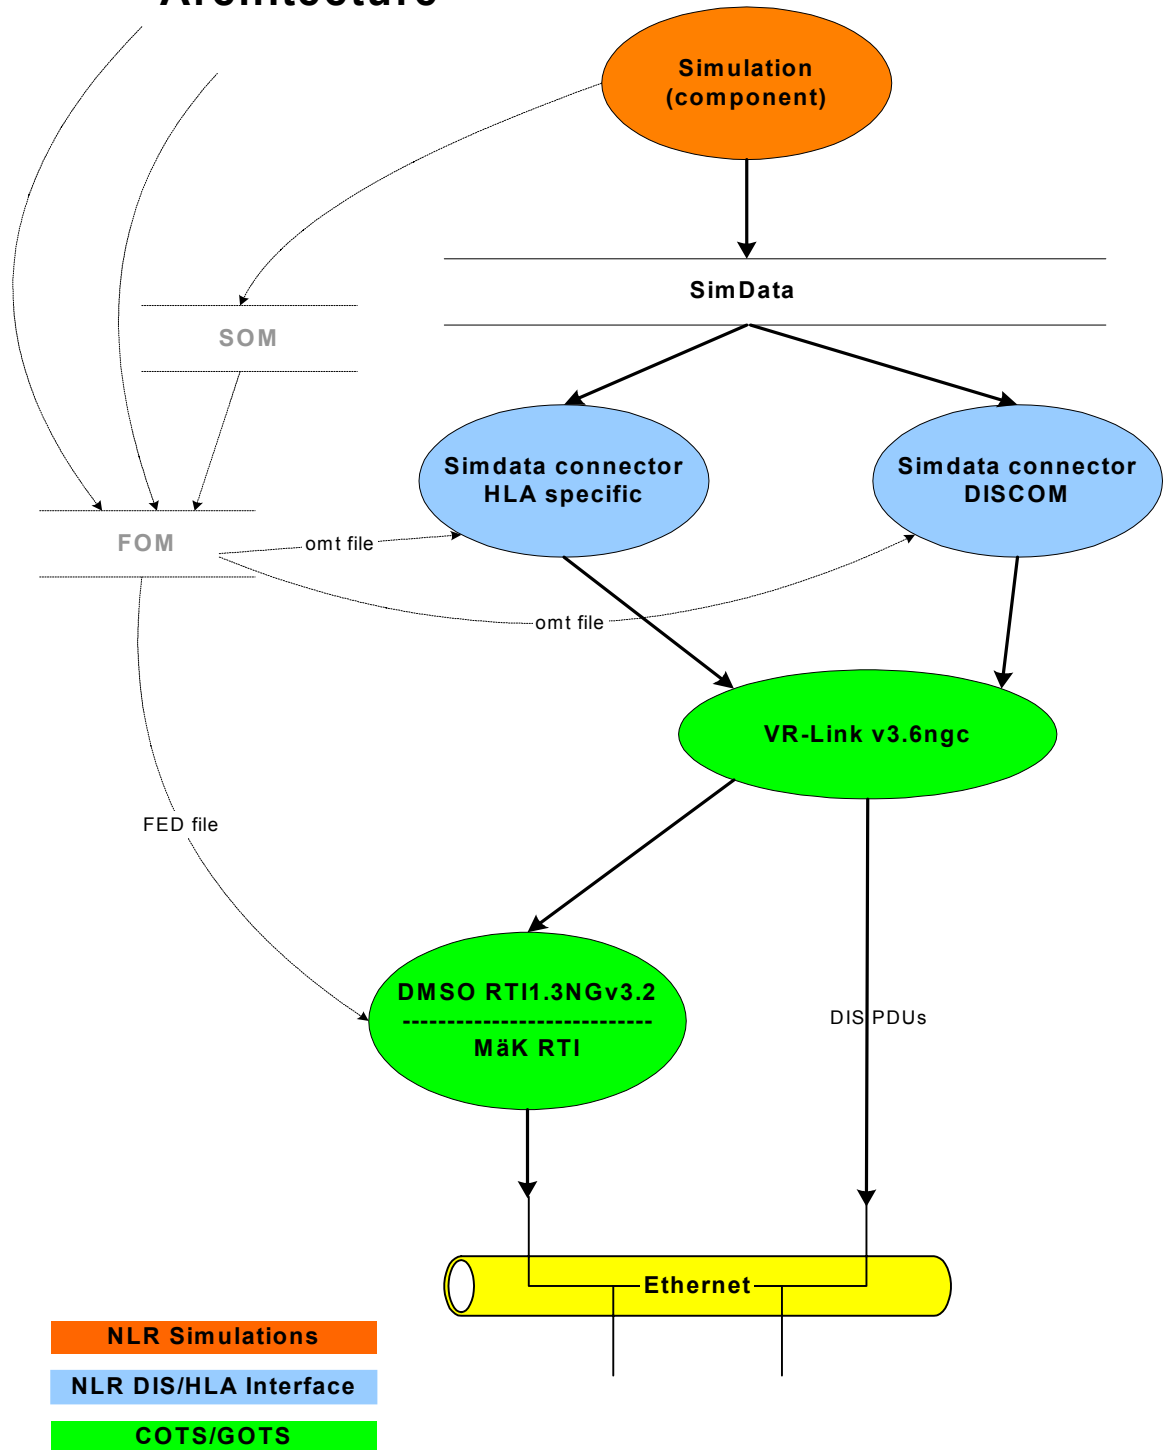 Architecture
Simulation
(component)
SimData
SOM
Simdata connector
HLA specific
Simdata connector
DISCOM
FOM
omt file
omt file
VR-Link v3.6ngc
FED file
DMSO RTI1.3NGv3.2
----------------------------
MäK RTI
DIS PDUs
Ethernet
NLR Simulations
NLR DIS/HLA Interface
COTS/GOTS